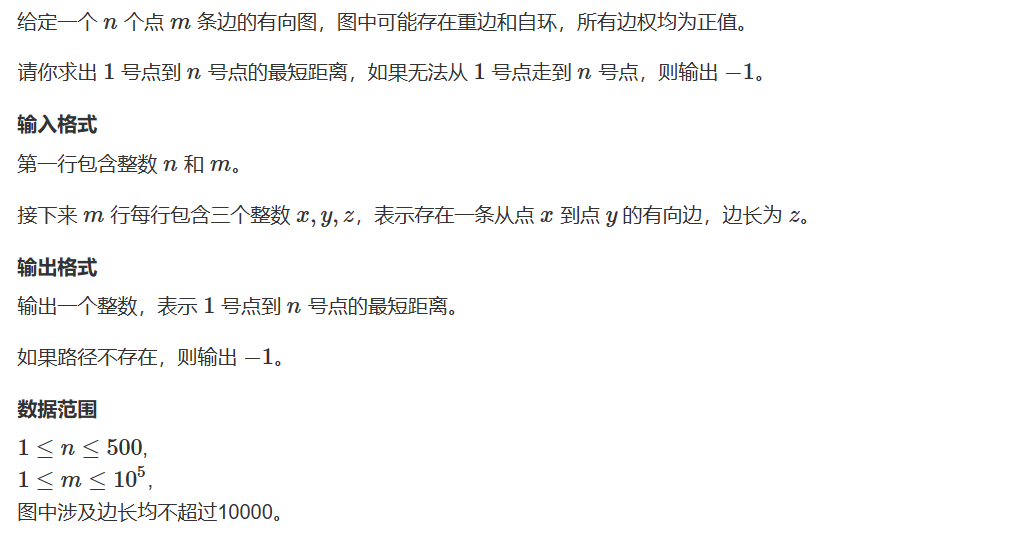 给定一个 n 个点 m 条边的有向图，图中可能存在重边和自环，所有边权均为正值。
请你求出 1 号点到 n 号点的最短距离，如果无法从 1 号点走到 n 号点，则输出 −1。
输入格式
第一行包含整数 n 和 m。
接下来 m 行每行包含三个整数 x, y, z，表示存在一条从点 x 到点 y 的有向边，边长为 z。
输出格式
输出一个整数，表示 1 号点到 n 号点的最短距离。
如果路径不存在，则输出 −1。
数据范围
1 ≤ n ≤ 500,
1 ≤ m ≤ 10⁵,
图中涉及边长均不超过10000。